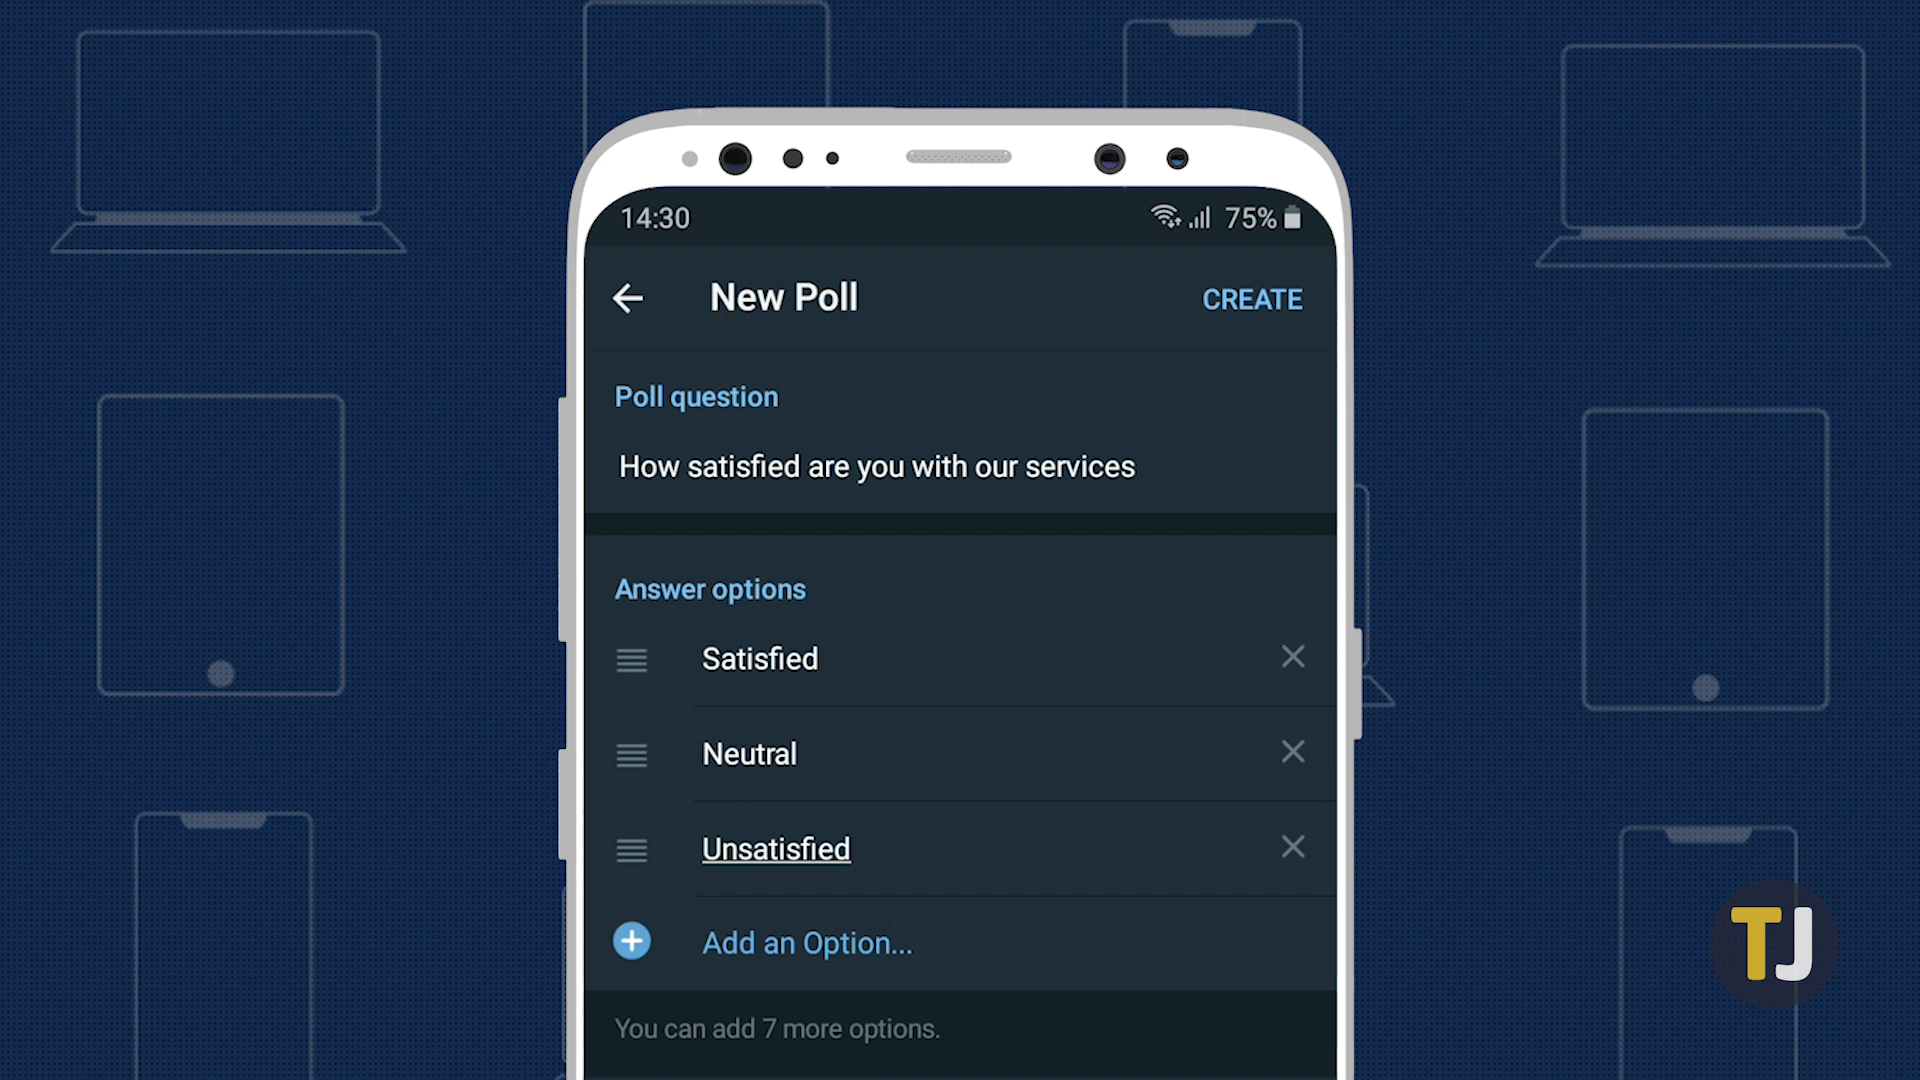 14:30 75%
New Poll CREATE
Poll question
How satisfied are you with our services
Answer options
Satisfied
Neutral
Unsatisfied
Add an Option...
You can add 7 more options.
TJ